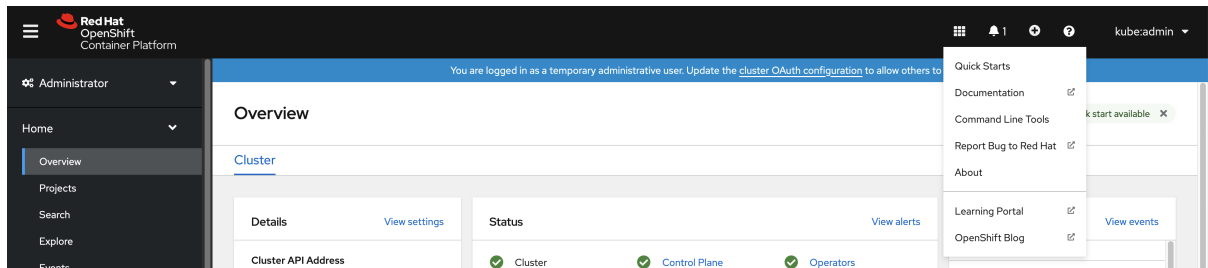 Red Hat
OpenShift
Container Platform
1
kube:admin
Administrator
You are logged in as a temporary administrative user. Update the cluster OAuth configuration to allow others to
Quick Starts
Documentation
Command Line Tools
Report Bug to Red Hat
About
Learning Portal
OpenShift Blog
Home
Overview
Projects
Search
Explore
Events
Overview
k start available
Cluster
Details
View settings
Cluster API Address
Status
View alerts
Cluster
Control Plane
Operators
View events